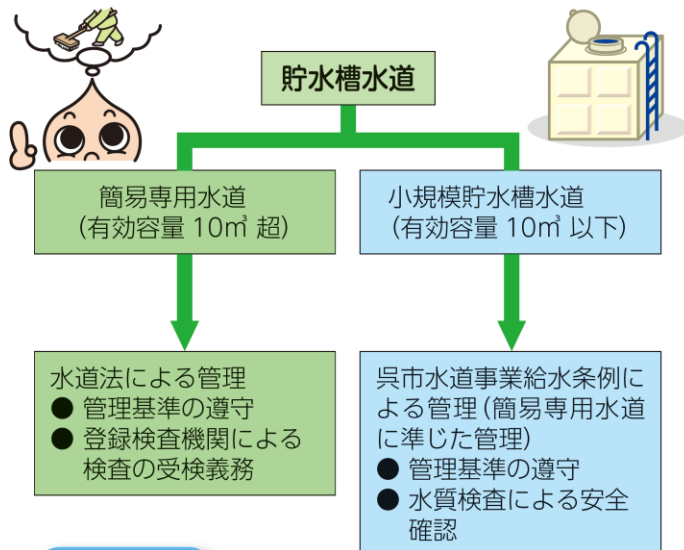 貯水槽水道
簡易専用水道
（有効容量 10㎥ 超）
小規模貯水槽水道
（有効容量 10㎥ 以下）
水道法による管理
● 管理基準の遵守
● 登録検査機関による
検査の受検義務
呉市水道事業給水条例に
よる管理（簡易専用水道
に準じた管理）
● 管理基準の遵守
● 水質検査による安全
確認